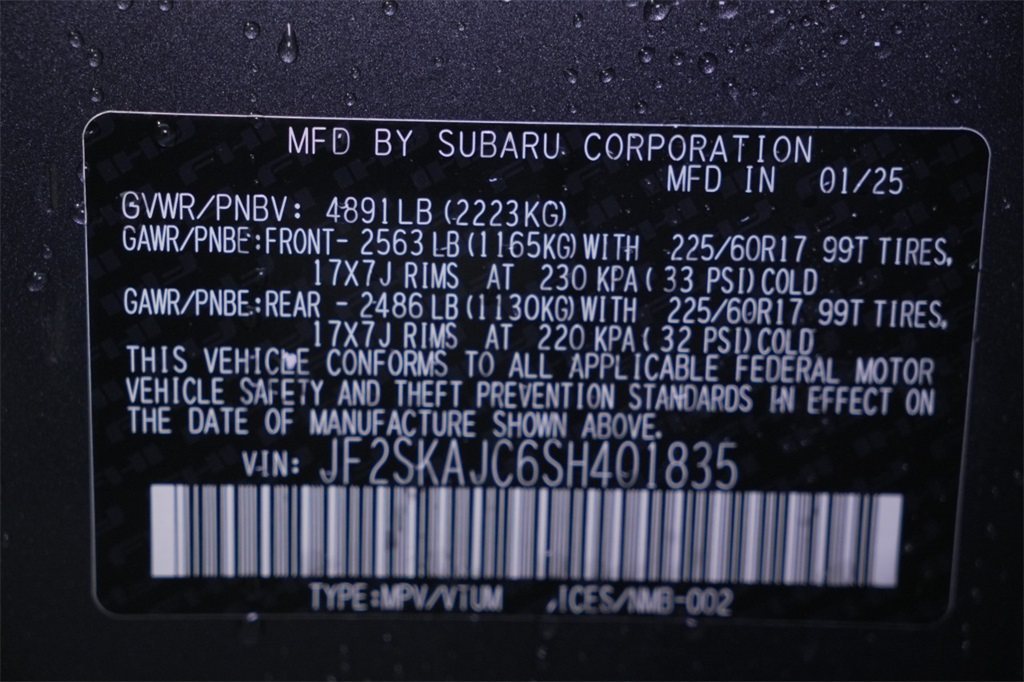 MFD BY SUBARU CORPORATION
MFD IN 01/25
GVWR/PNBV: 4891LB(2223KG)
GAWR/PNBE:FRONT- 2563 LB(1165KG)WITH 225/60R17 99T TIRES,
17X7J RIMS AT 230 KPA( 33 PSI)COLD
GAWR/PNBE:REAR - 2486 LB(1130KG)WITH 225/60R17 99T TIRES,
17X7J RIMS AT 220 KPA( 32 PSI)COLD
THIS VEHICLE CONFORMS TO ALL APPLICABLE FEDERAL MOTOR
VEHICLE SAFETY AND THEFT PREVENTION STANDARDS IN EFFECT ON
THE DATE OF MANUFACTURE SHOWN ABOVE.
VIN: JF2SKAJC6SH401835
TYPE:MPV/VTUM ,ICES/NMB-002